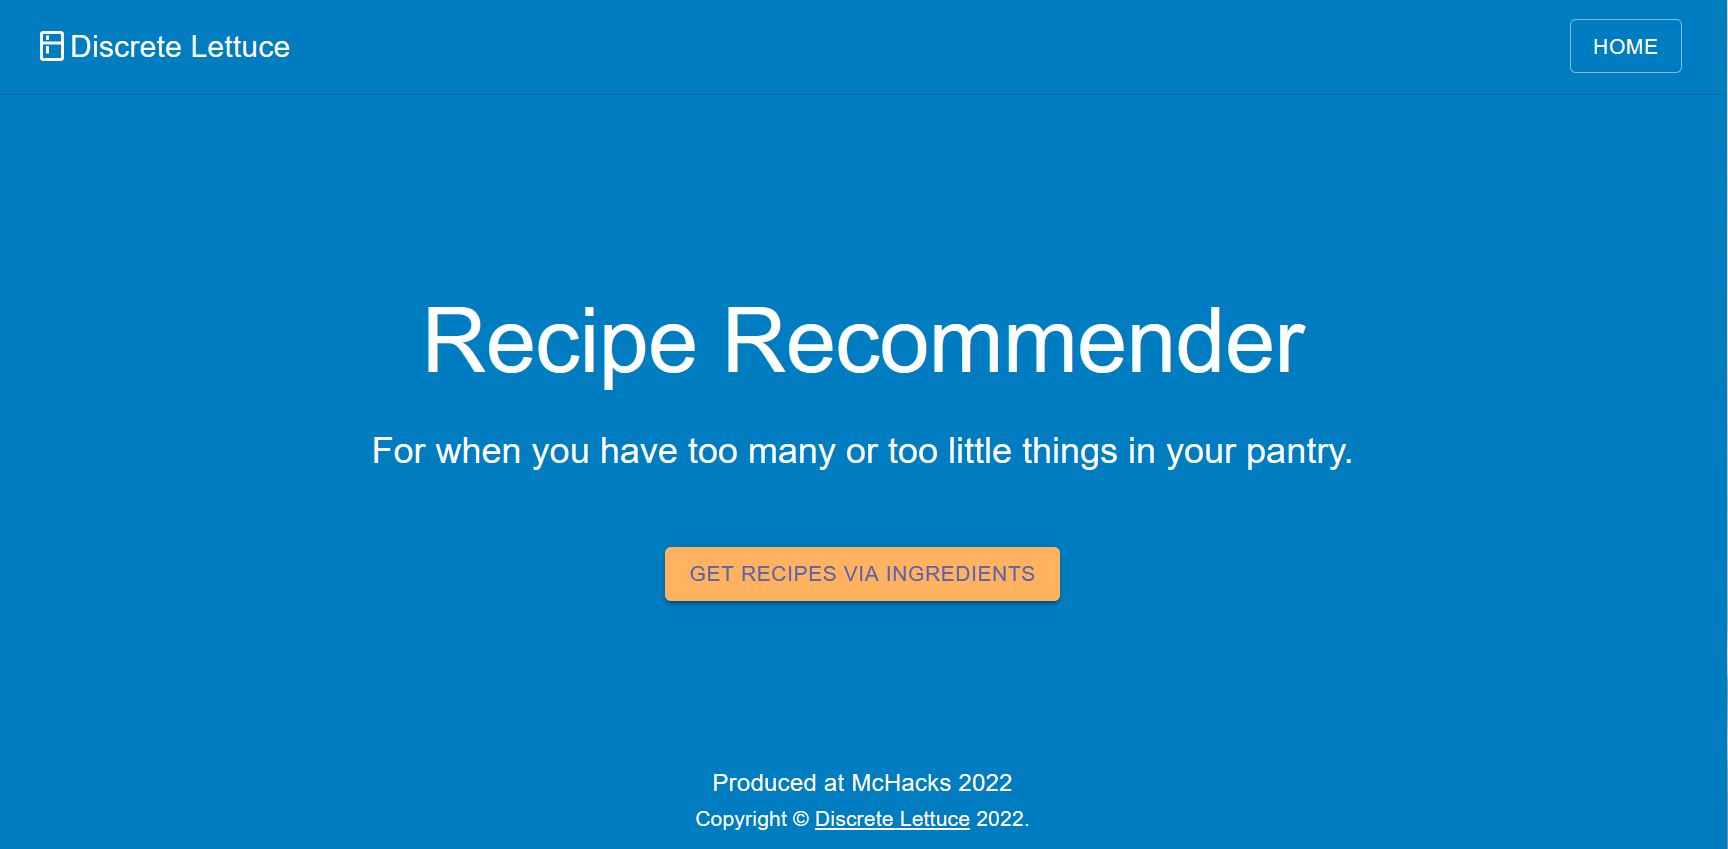 Discrete Lettuce
HOME
Recipe Recommender
For when you have too many or too little things in your pantry.
GET RECIPES VIA INGREDIENTS
Produced at McHacks 2022
Copyright © Discrete Lettuce 2022.